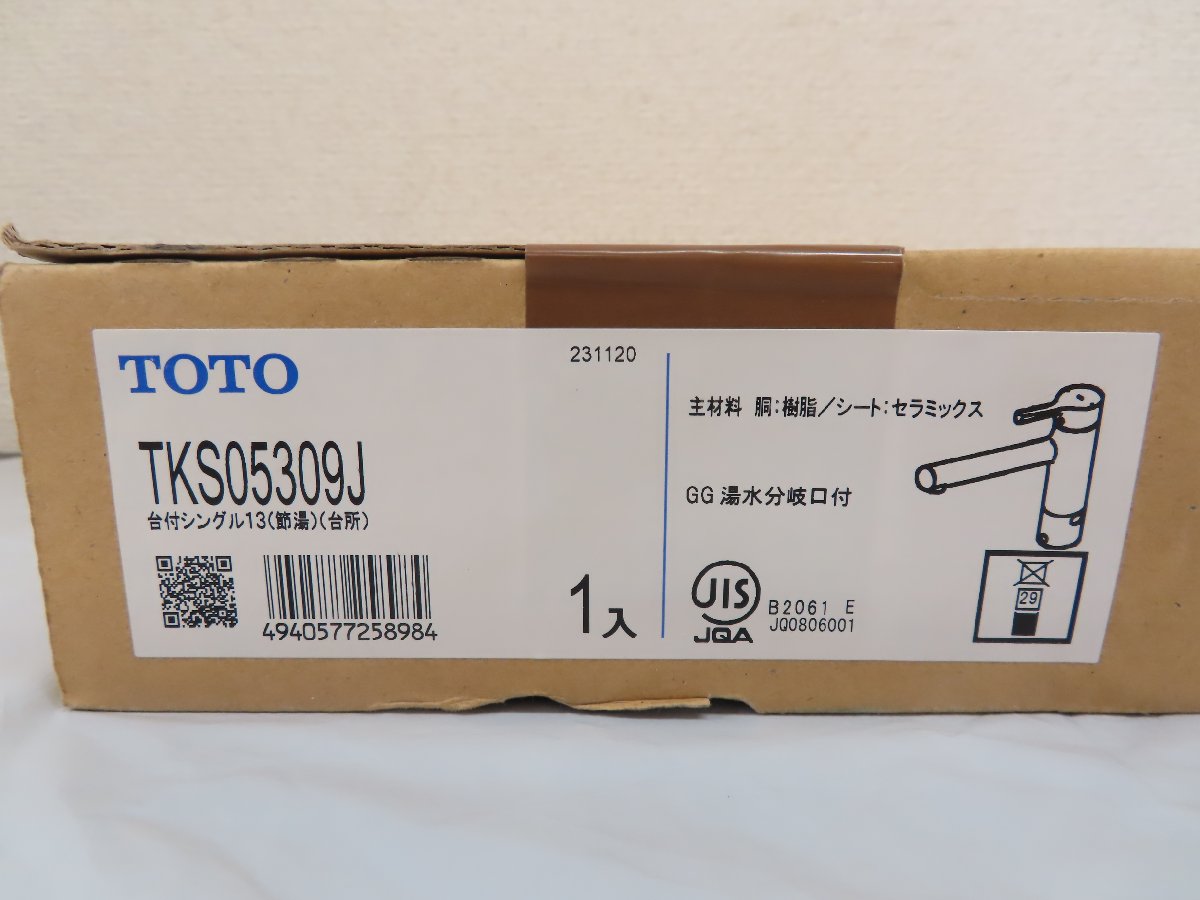 TOTO
231120
TKS05309J
台付シングル13(節湯)(台所)
4940577258984
1入
主材料 胴:樹脂/シート:セラミックス
GG 湯水分岐口付
JIS
JQA
B2061 E
JQ0806001
29